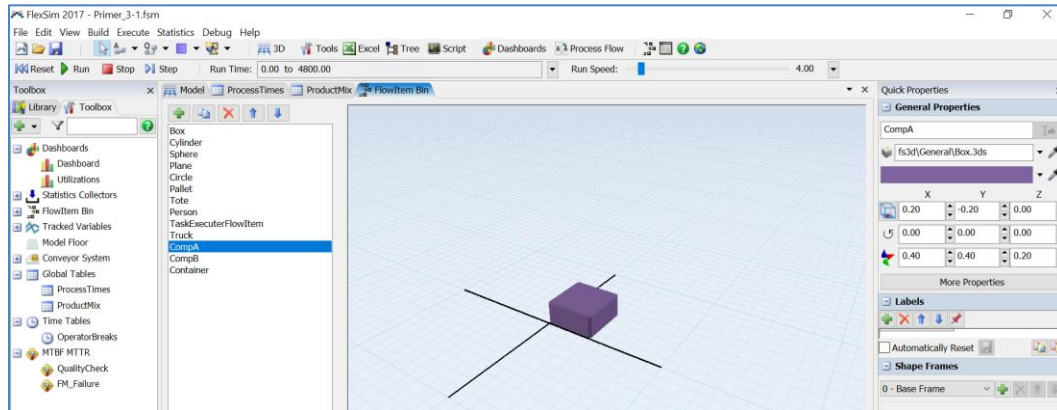 FlexSim 2017 - Primer_3-1.fsm
File Edit View Build Execute Statistics Debug Help
3D Tools Excel Tree Script Dashboards Process Flow
Reset Run Stop Step Run Time: 0.00 to 4800.00 Run Speed: 4.00
Toolbox
Library Toolbox
Dashboards
Dashboard
Utilizations
Statistics Collectors
FlowItem Bin
Tracked Variables
Model Floor
Conveyor System
Global Tables
ProcessTimes
ProductMix
Time Tables
OperatorBreaks
MTBF MTTR
QualityCheck
FM_Failure
Model ProcessTimes ProductMix FlowItem Bin
Box
Cylinder
Sphere
Plane
Circle
Pallet
Tote
Person
TaskExecuterFlowItem
Truck
CompA
CompB
Container
Quick Properties
General Properties
CompA
fs3d\General\Box.3ds
X Y Z
0.20 -0.20 0.00
0.00 0.00 0.00
0.40 0.40 0.20
More Properties
Labels
Automatically Reset
Shape Frames
0 - Base Frame